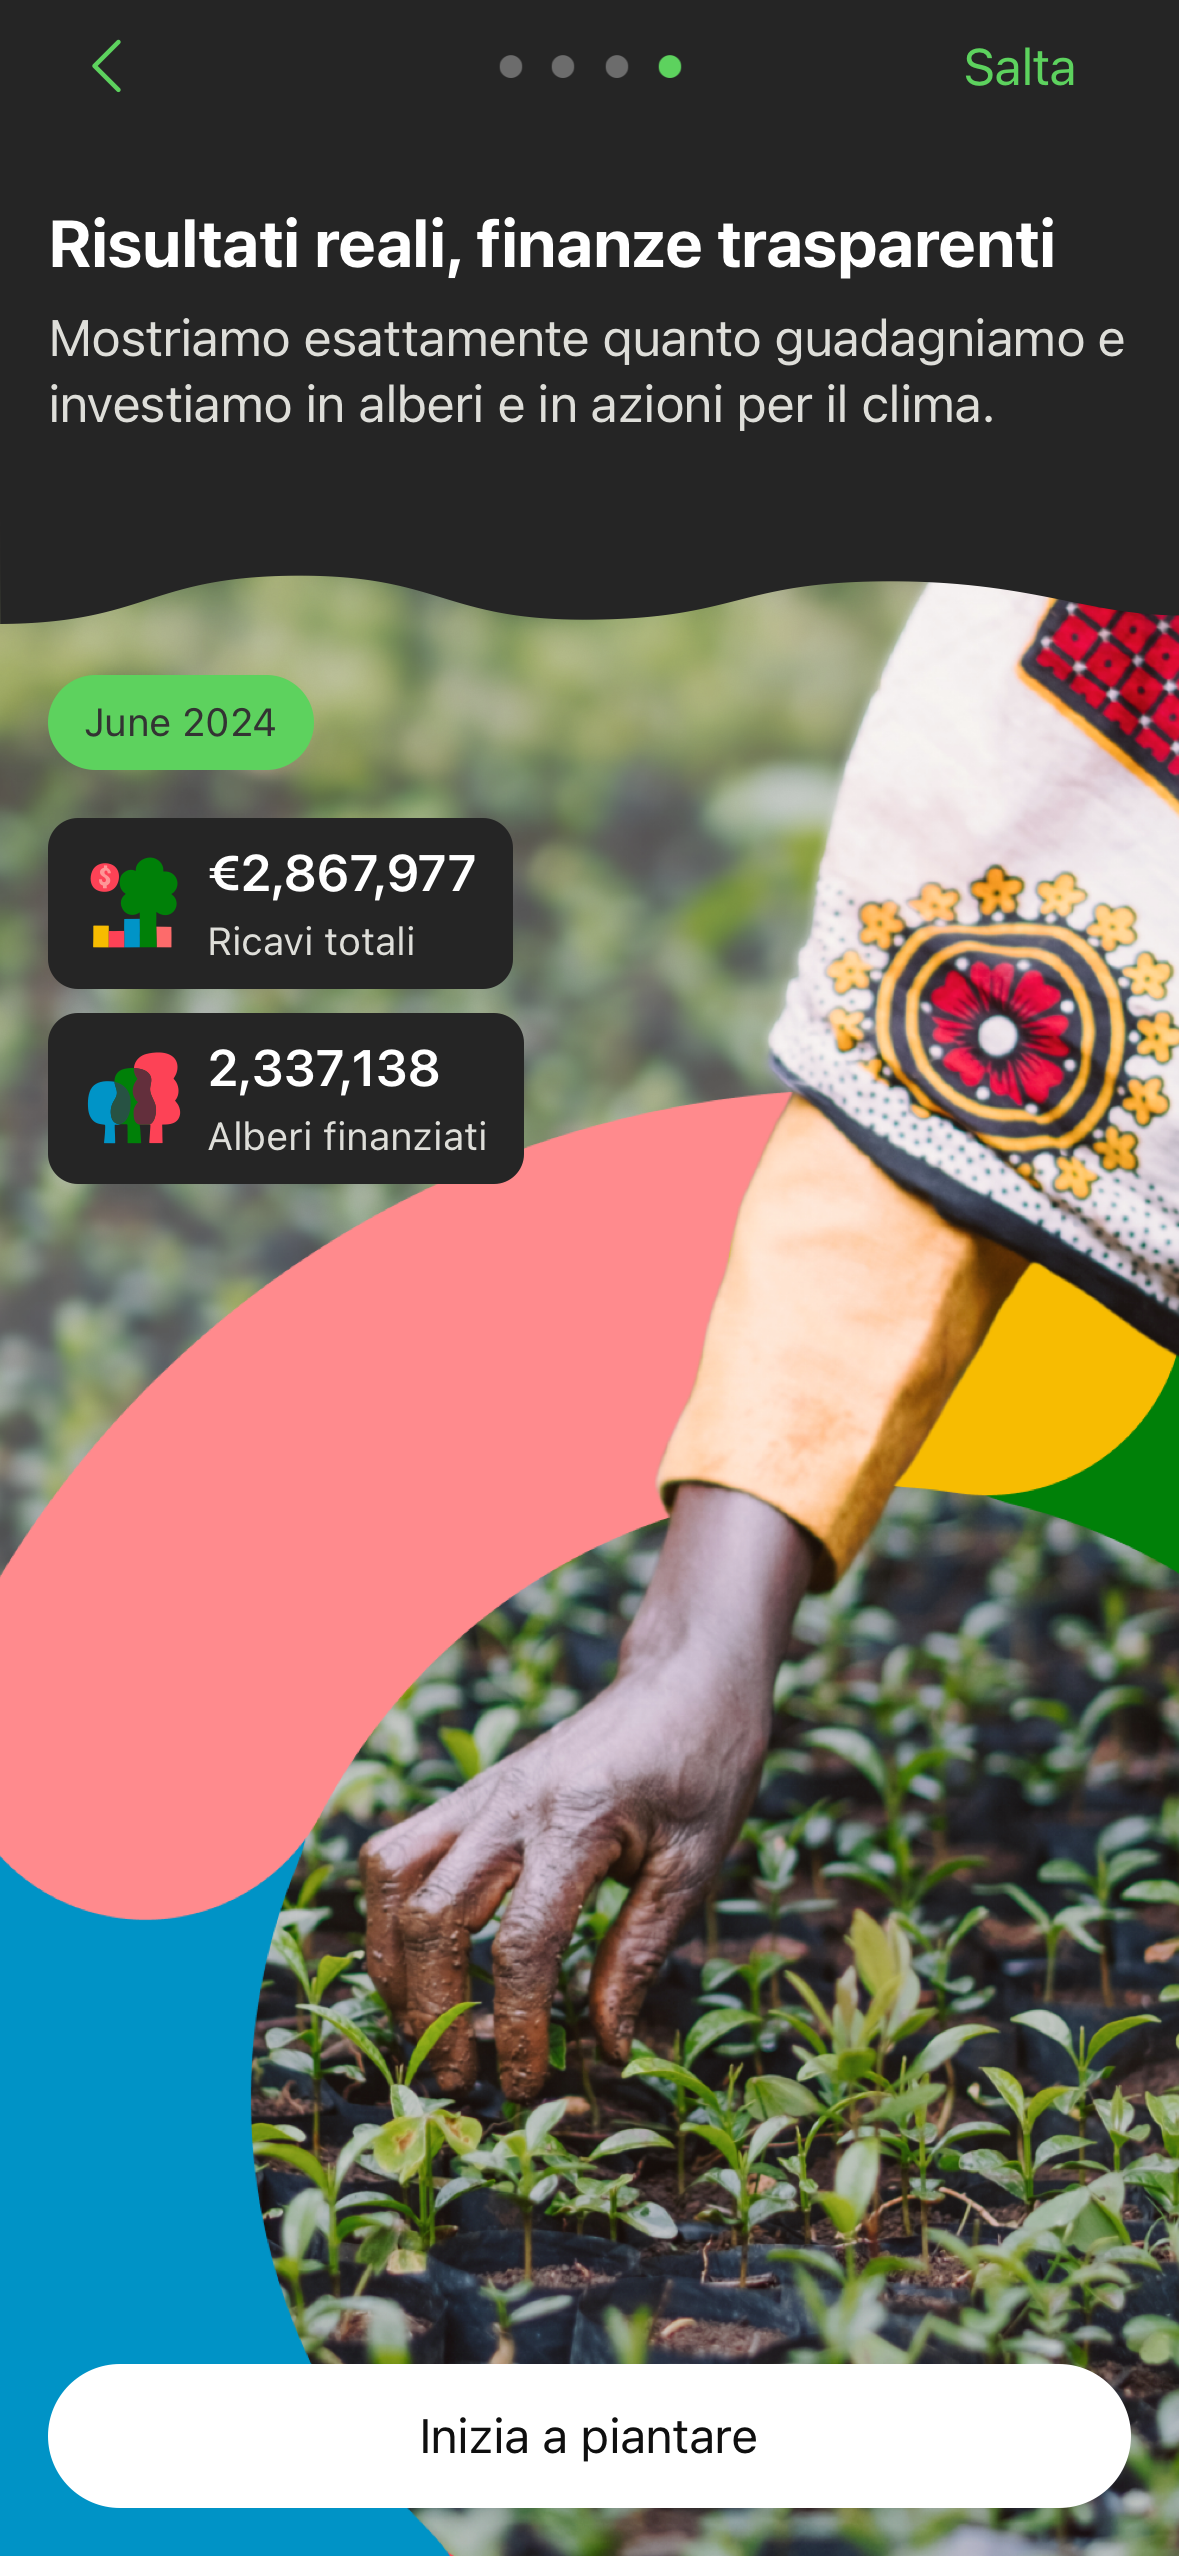 Salta
Risultati reali, finanze trasparenti
Mostriamo esattamente quanto guadagniamo e
investiamo in alberi e in azioni per il clima.
June 2024
$
€2,867,977
Ricavi totali
2,337,138
Alberi finanziati
Inizia a piantare